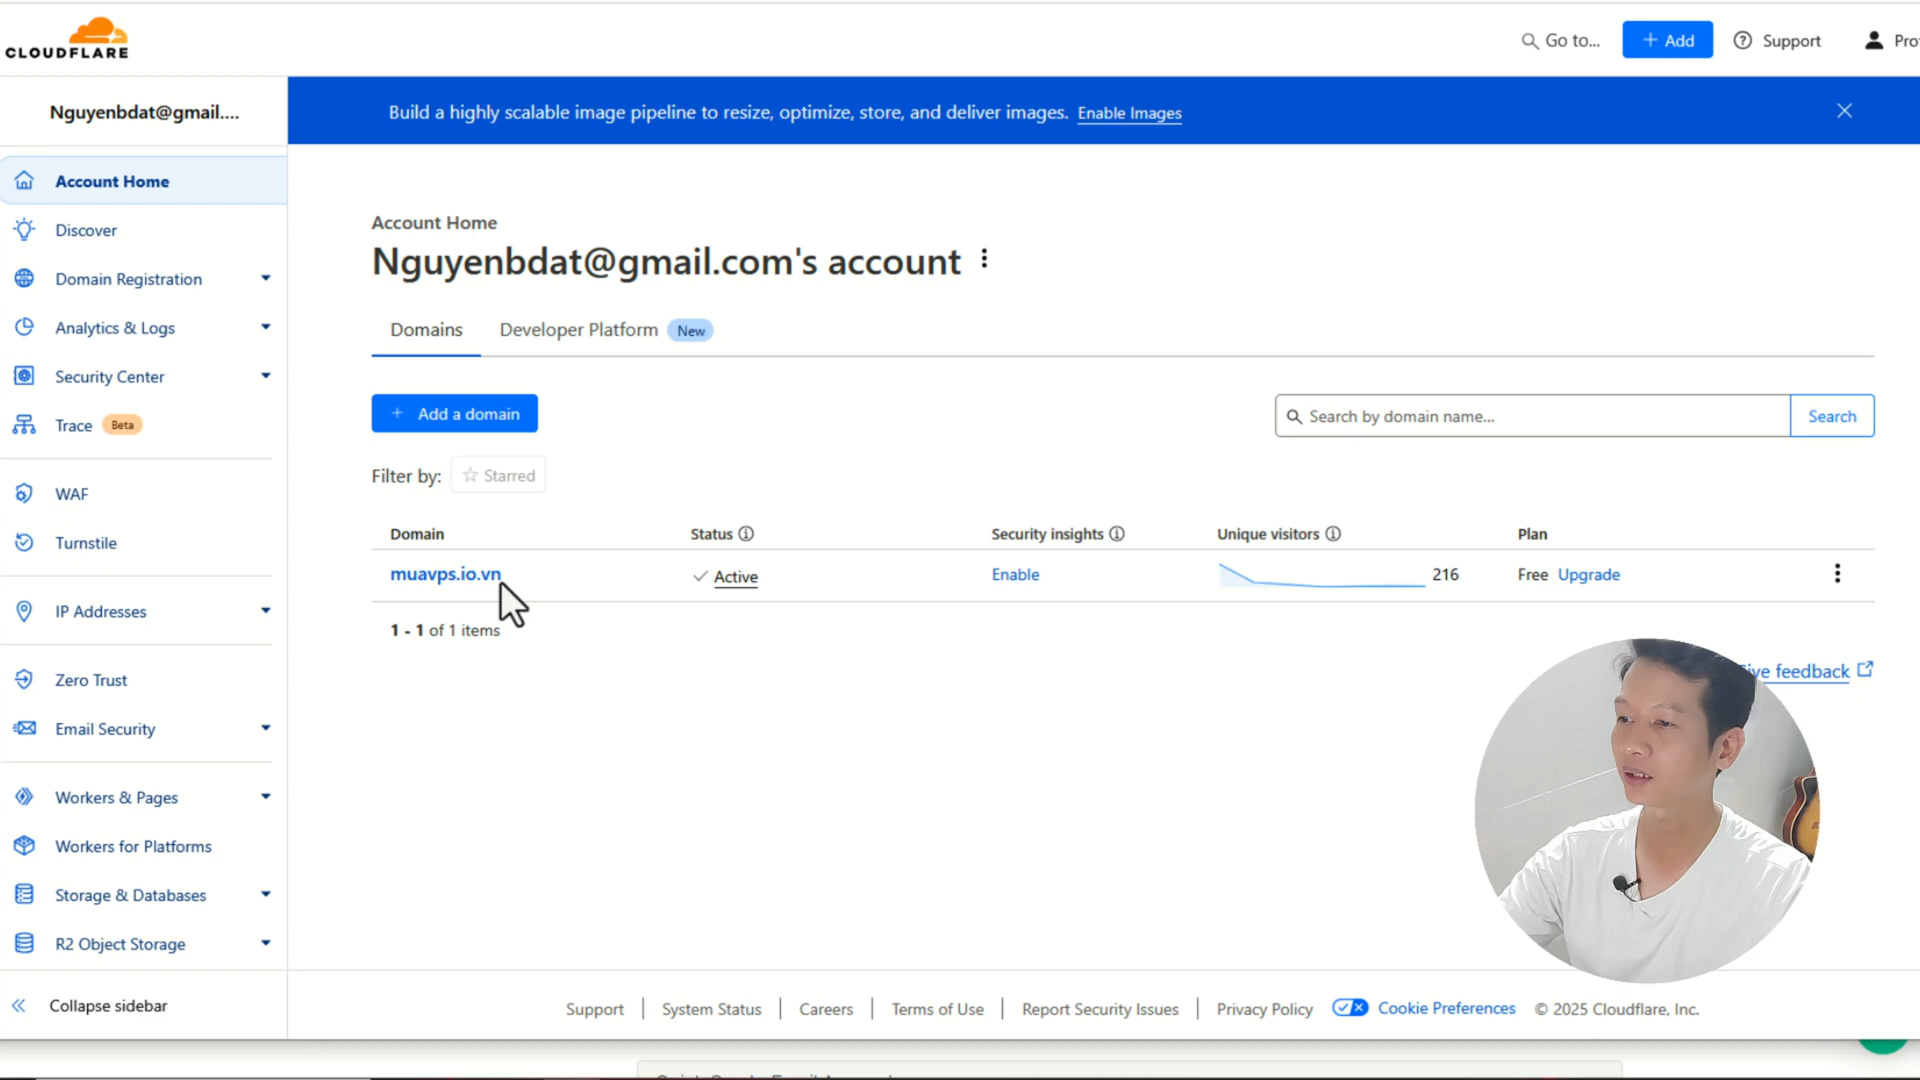 CLOUDFLARE
Go to...
+ Add
Support
Nguyenbdat@gmail....
Build a highly scalable image pipeline to resize, optimize, store, and deliver images. Enable Images
Account Home
Discover
Domain Registration
Analytics & Logs
Security Center
Trace Beta
WAF
Turnstile
IP Addresses
Zero Trust
Email Security
Workers & Pages
Workers for Platforms
Storage & Databases
R2 Object Storage
Collapse sidebar
Account Home
Nguyenbdat@gmail.com's account
Domains Developer Platform New
+ Add a domain
Search by domain name... Search
Filter by: Starred
Domain Status Security insights Unique visitors Plan
muavps.io.vn Active Enable 216 Free Upgrade
1 - 1 of 1 items
feedback
Support System Status Careers Terms of Use Report Security Issues Privacy Policy Cookie Preferences © 2025 Cloudflare, Inc.